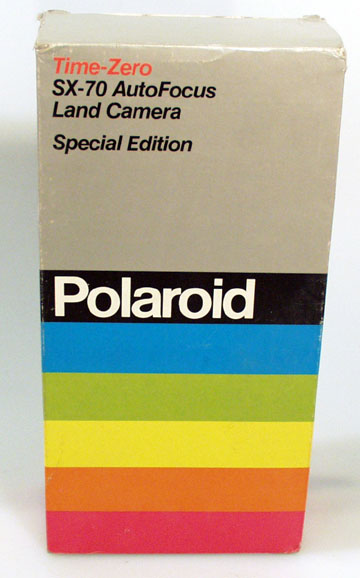 Time-Zero
SX-70 AutoFocus
Land Camera
Special Edition
Polaroid